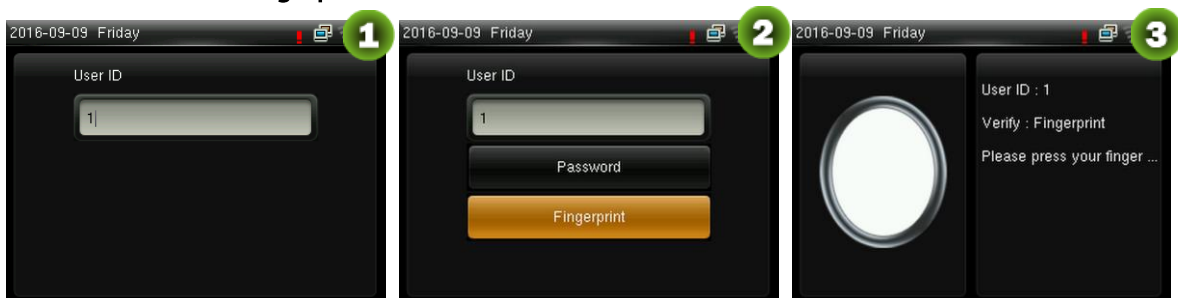 2016-09-09 Friday
1
User ID
1
2016-09-09 Friday
2
User ID
1
Password
Fingerprint
2016-09-09 Friday
3
User ID : 1
Verify : Fingerprint
Please press your finger ...